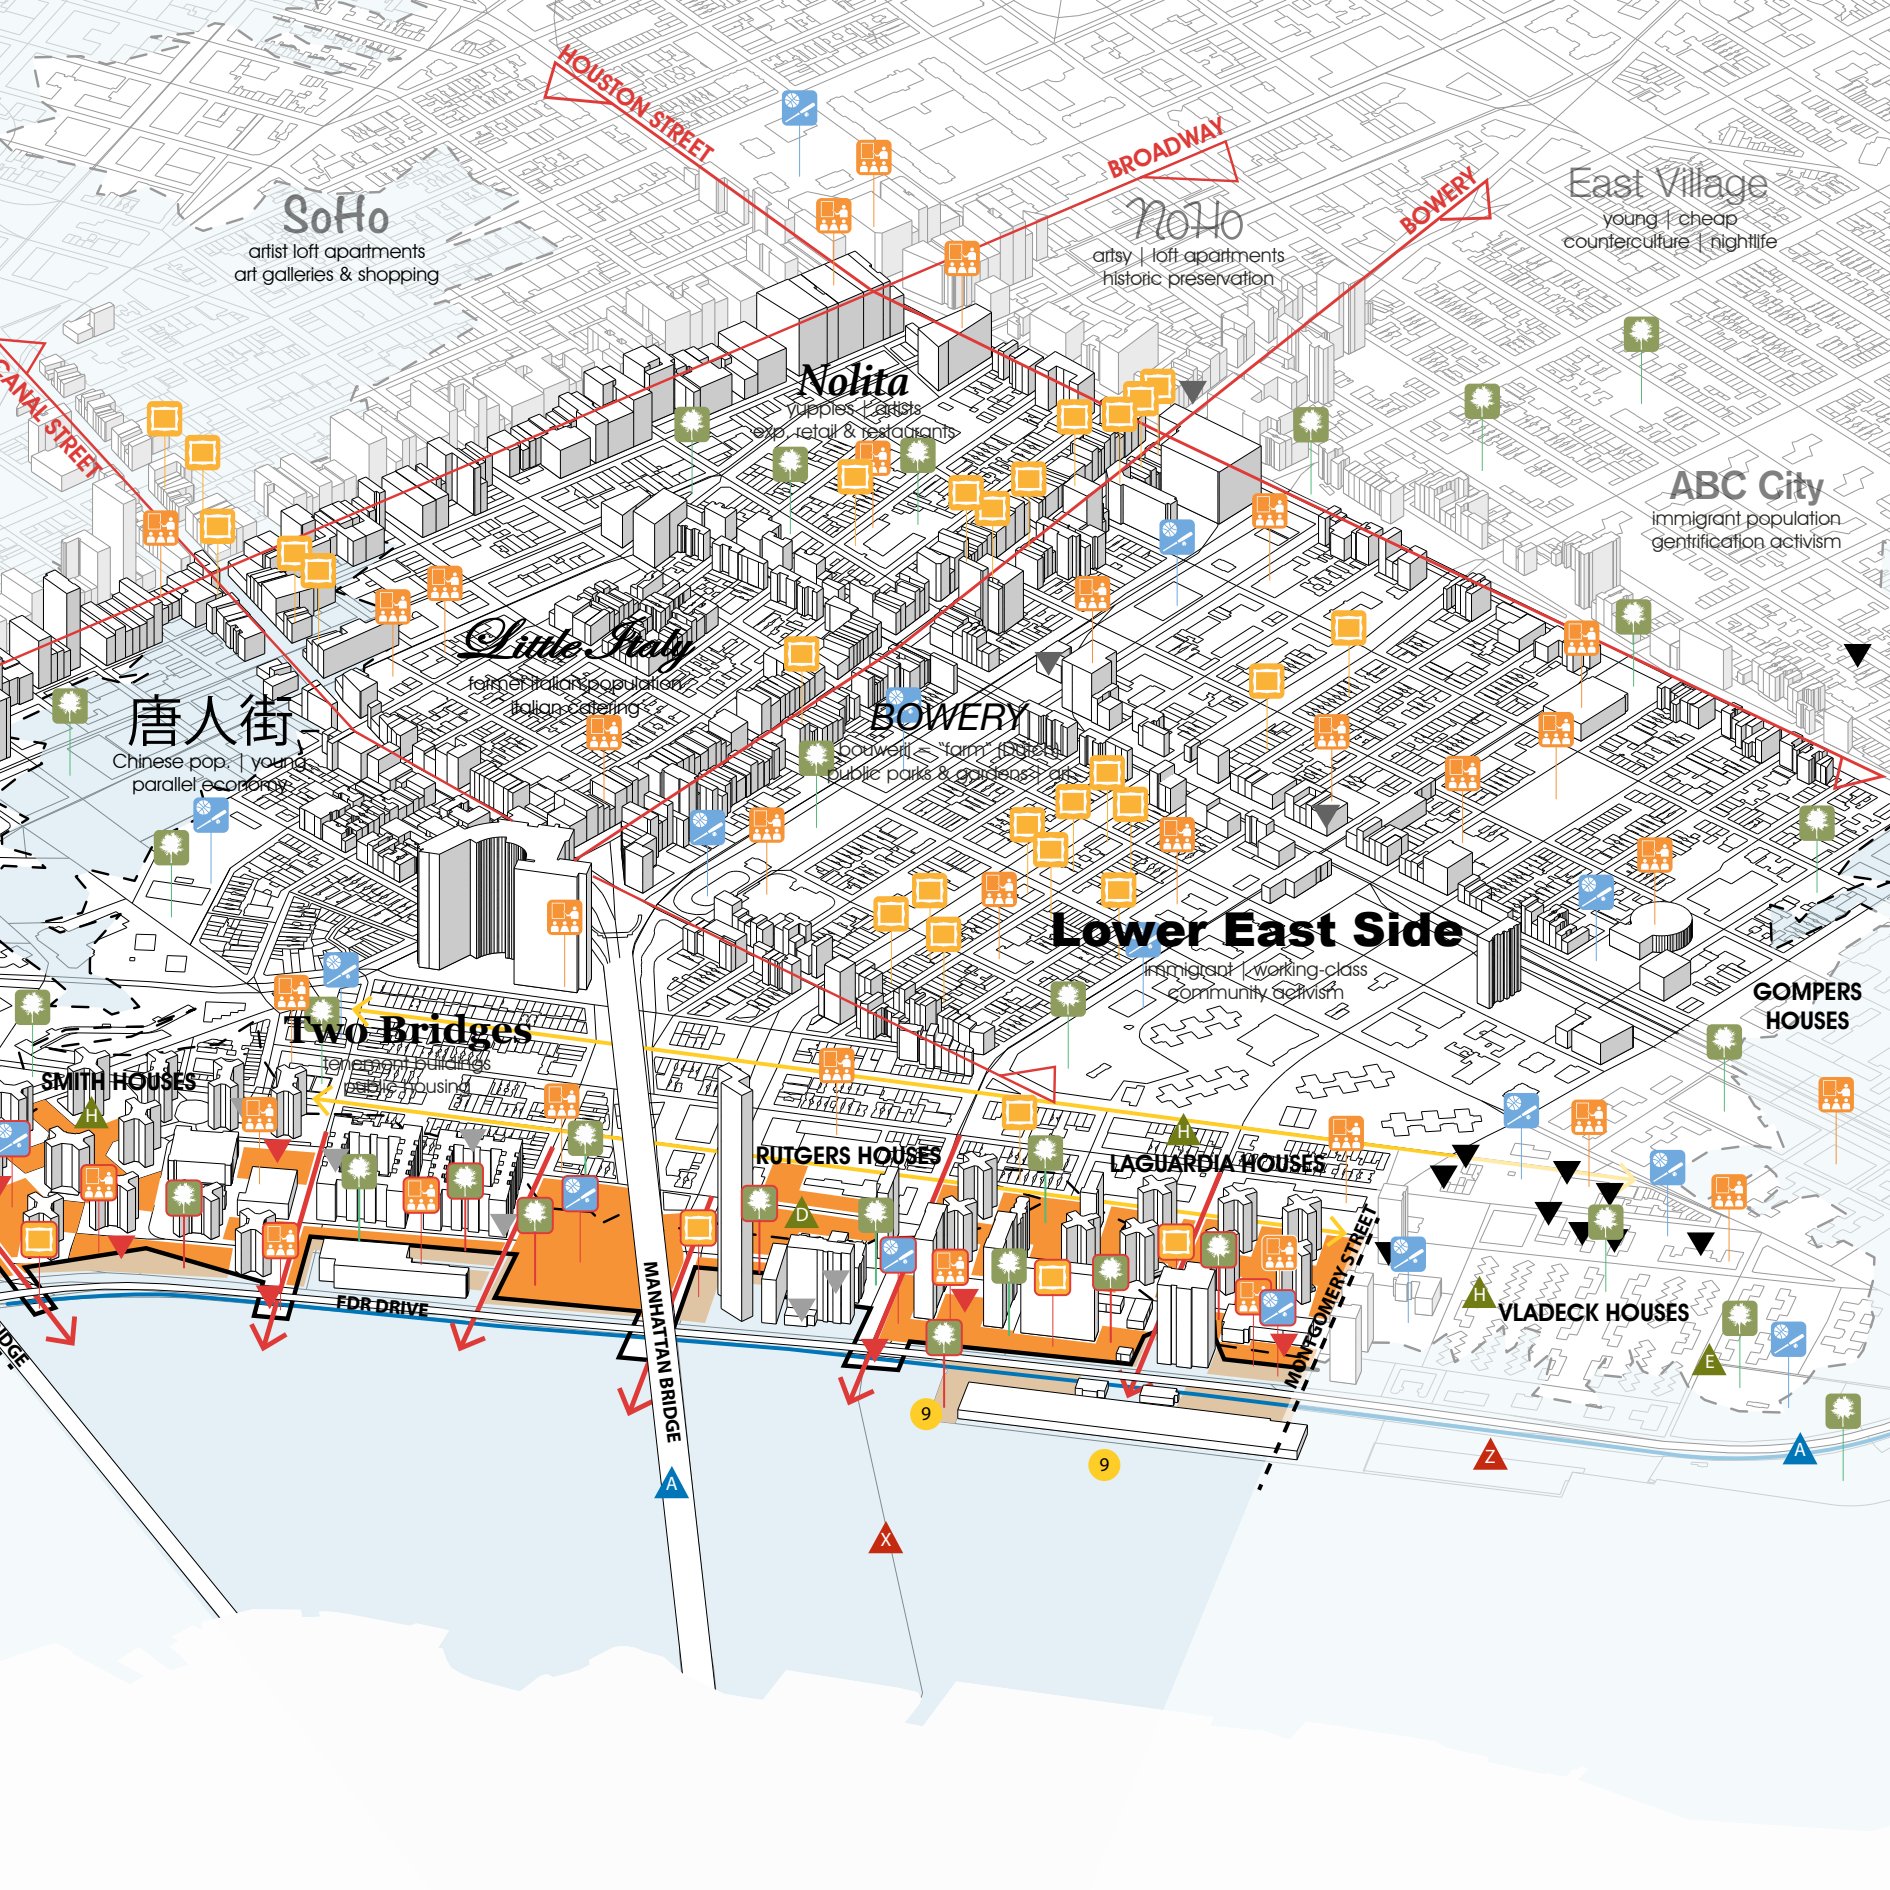 HOUSTON STREET
BROADWAY
BOWERY
CANAL STREET
SoHo
artist loft apartments
art galleries & shopping
NoHo
artsy | loft apartments
historic preservation
East Village
young | cheap
counterculture | nightlife
Nolita
yuppies | artists
exp. retail & restaurants
ABC City
immigrant population
gentrification activism
Little Italy
former italian population
italian catering
唐人街
Chinese pop. | young
parallel economy
BOWERY
bouwerij = "farm" (Dutch)
public parks & gardens | art
Lower East Side
immigrant | working-class
community activism
GOMPERS
HOUSES
Two Bridges
tenement buildings
public housing
SMITH HOUSES
H
RUTGERS HOUSES
H
LAGUARDIA HOUSES
D
MONTGOMERY STREET
H
VLADECK HOUSES
E
FDR DRIVE
MANHATTAN BRIDGE
9
9
Z
A
A
X